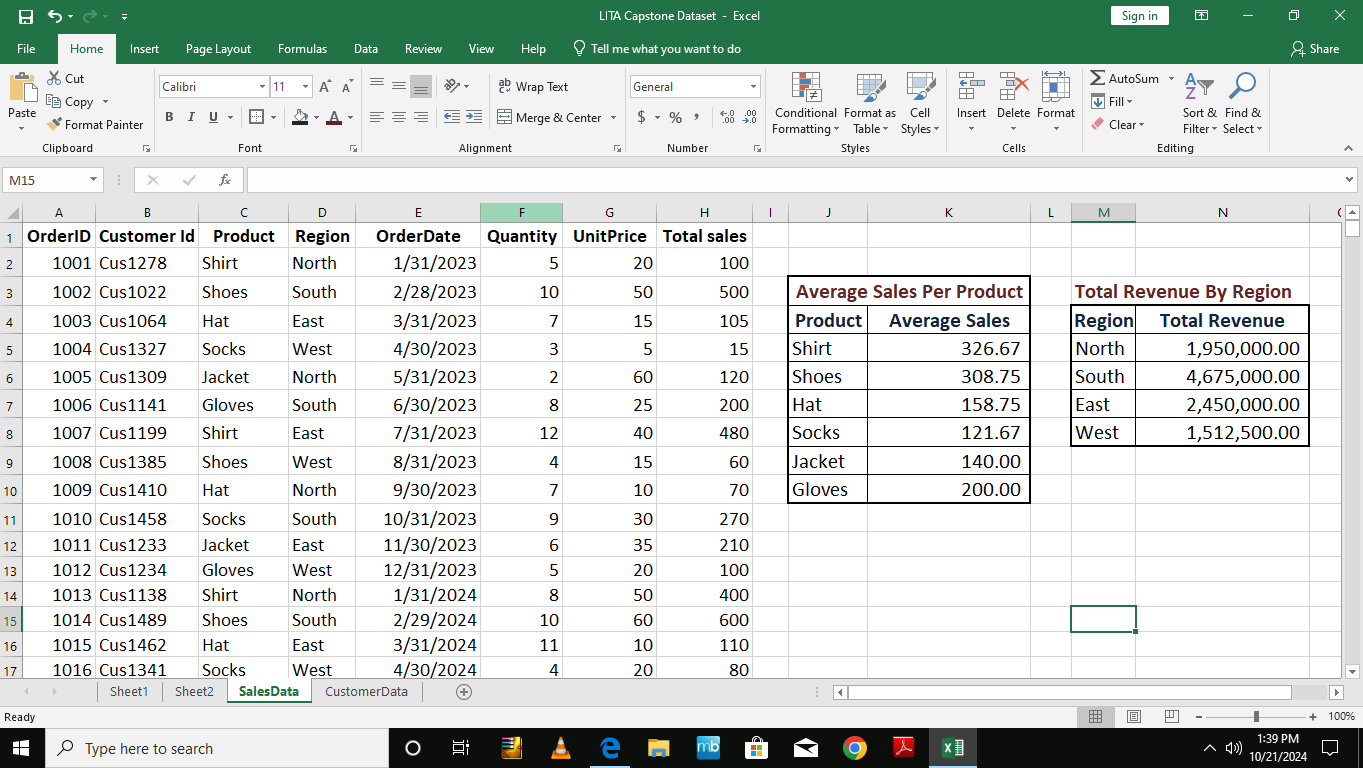 LITA Capstone Dataset - Excel
Sign in
File Home Insert Page Layout Formulas Data Review View Help Tell me what you want to do Share
Paste
Cut
Copy
Format Painter
Clipboard
Calibri 11
B I U
Font
Wrap Text
Merge & Center
Alignment
General
$ % ,
Number
Conditional Formatting
Format as Table
Cell Styles
Styles
Insert Delete Format
Cells
AutoSum
Fill
Clear
Sort & Filter
Find & Select
Editing
M15 fx
A B C D E F G H I J K L M N
1 OrderID Customer Id Product Region OrderDate Quantity UnitPrice Total sales
2 1001 Cus1278 Shirt North 1/31/2023 5 20 100
3 1002 Cus1022 Shoes South 2/28/2023 10 50 500 Average Sales Per Product Total Revenue By Region
4 1003 Cus1064 Hat East 3/31/2023 7 15 105 Product Average Sales Region Total Revenue
5 1004 Cus1327 Socks West 4/30/2023 3 5 15 Shirt 326.67 North 1,950,000.00
6 1005 Cus1309 Jacket North 5/31/2023 2 60 120 Shoes 308.75 South 4,675,000.00
7 1006 Cus1141 Gloves South 6/30/2023 8 25 200 Hat 158.75 East 2,450,000.00
8 1007 Cus1199 Shirt East 7/31/2023 12 40 480 Socks 121.67 West 1,512,500.00
9 1008 Cus1385 Shoes West 8/31/2023 4 15 60 Jacket 140.00
10 1009 Cus1410 Hat North 9/30/2023 7 10 70 Gloves 200.00
11 1010 Cus1458 Socks South 10/31/2023 9 30 270
12 1011 Cus1233 Jacket East 11/30/2023 6 35 210
13 1012 Cus1234 Gloves West 12/31/2023 5 20 100
14 1013 Cus1138 Shirt North 1/31/2024 8 50 400
15 1014 Cus1489 Shoes South 2/29/2024 10 60 600
16 1015 Cus1462 Hat East 3/31/2024 11 10 110
17 1016 Cus1341 Socks West 4/30/2024 4 20 80
Sheet1 Sheet2 SalesData CustomerData
Ready 100%
Type here to search
mb
1:39 PM
10/21/2024